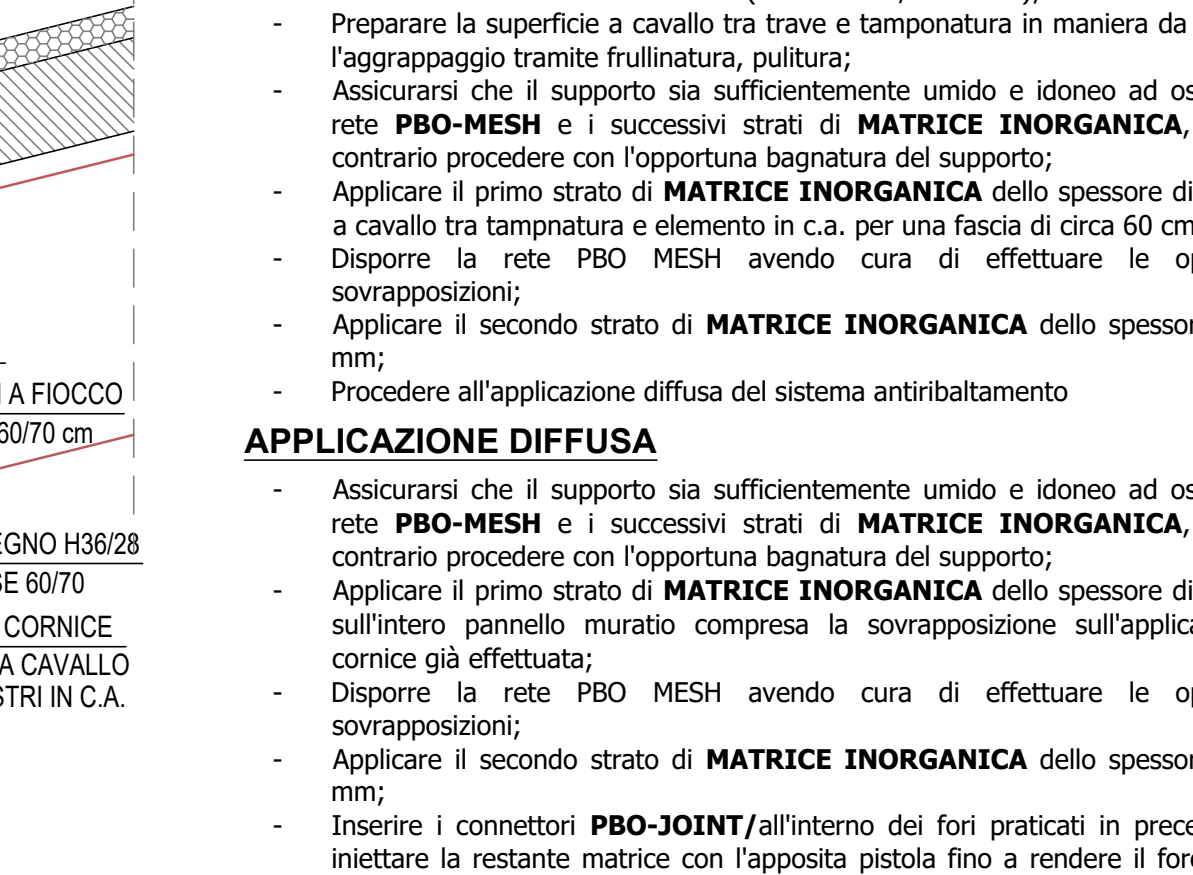 - Preparare la superficie a cavallo tra trave e tamponatura in maniera da
l'aggrappaggio tramite frullinatura, pulitura;
- Assicurarsi che il supporto sia sufficientemente umido e idoneo ad os
rete PBO-MESH e i successivi strati di MATRICE INORGANICA,
contrario procedere con l'opportuna bagnatura del supporto;
- Applicare il primo strato di MATRICE INORGANICA dello spessore di
a cavallo tra tampnatura e elemento in c.a. per una fascia di circa 60 cm
- Disporre la rete PBO MESH avendo cura di effettuare le op
sovrapposizioni;
- Applicare il secondo strato di MATRICE INORGANICA dello spessor
mm;
- Procedere all'applicazione diffusa del sistema antiribaltamento
APPLICAZIONE DIFFUSA
- Assicurarsi che il supporto sia sufficientemente umido e idoneo ad os
rete PBO-MESH e i successivi strati di MATRICE INORGANICA,
contrario procedere con l'opportuna bagnatura del supporto;
- Applicare il primo strato di MATRICE INORGANICA dello spessore di
sull'intero pannello muratio compresa la sovrapposizione sull'applica
cornice già effettuata;
- Disporre la rete PBO MESH avendo cura di effettuare le op
sovrapposizioni;
- Applicare il secondo strato di MATRICE INORGANICA dello spessor
mm;
- Inserire i connettori PBO-JOINT/all'interno dei fori praticati in prece
iniettare la restante matrice con l'apposita pistola fino a rendere il foro
A FIOCCO
60/70 cm
EGNO H36/28
SE 60/70
CORNICE
A CAVALLO
STRI IN C.A.